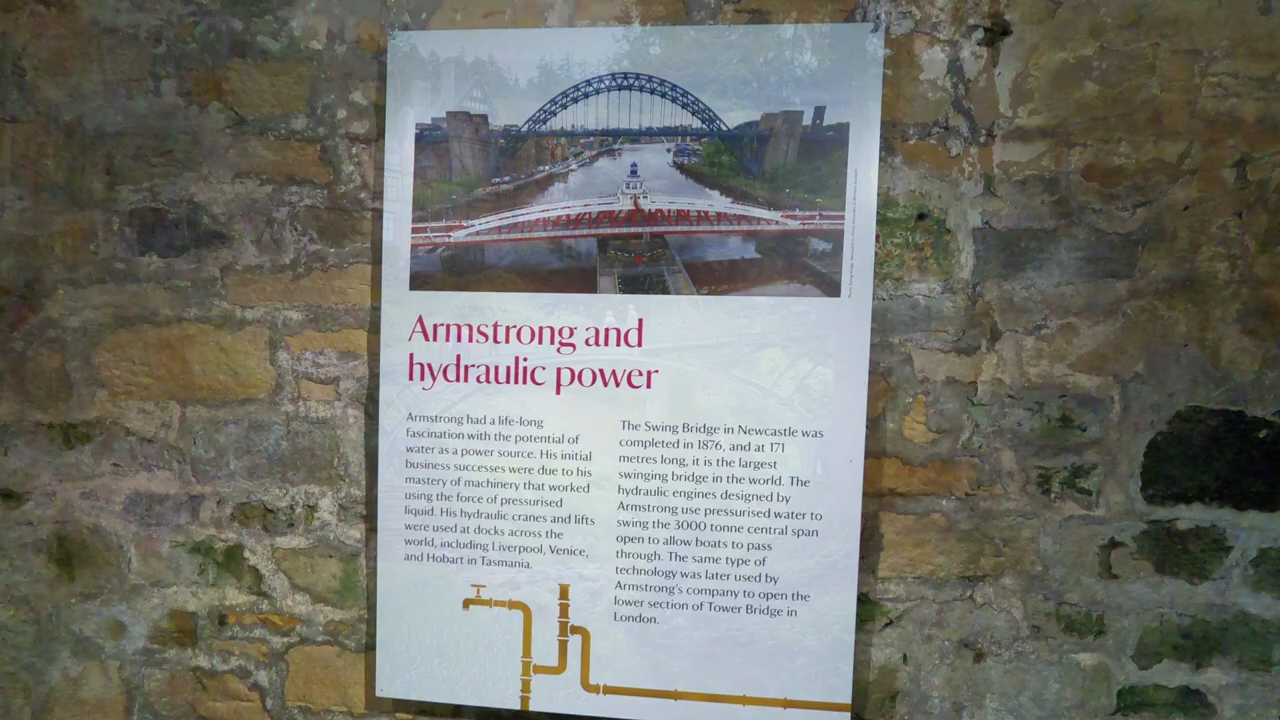 Armstrong and
hydraulic power
Armstrong had a life-long
fascination with the potential of
water as a power source. His initial
business successes were due to his
mastery of machinery that worked
using the force of pressurised
liquid. His hydraulic cranes and lifts
were used at docks across the
world, including Liverpool, Venice,
and Hobart in Tasmania.
The Swing Bridge in Newcastle was
completed in 1876, and at 171
metres long, it is the largest
swinging bridge in the world. The
hydraulic engines designed by
Armstrong use pressurised water to
swing the 3000 tonne central span
open to allow boats to pass
through. The same type of
technology was later used by
Armstrong's company to open the
lower section of Tower Bridge in
London.